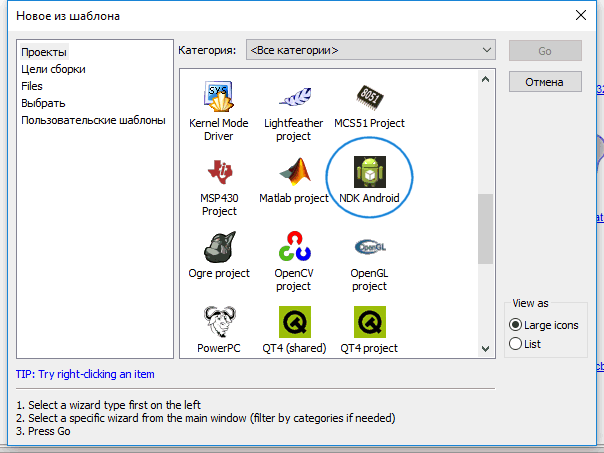 Новое из шаблона
Проекты
Цели сборки
Files
Выбрать
Пользовательские шаблоны
Категория: <Все категории>
Go
Отмена
SYS
8051
Kernel Mode Driver
Lightfeather project
MCS51 Project
MSP430 Project
Matlab project
NDK Android
Ogre project
OpenCV project
OpenGL
OpenGL project
PowerPC
QT4 (shared)
QT4 project
View as
Large icons
List
TIP: Try right-clicking an item
1. Select a wizard type first on the left
2. Select a specific wizard from the main window (filter by categories if needed)
3. Press Go